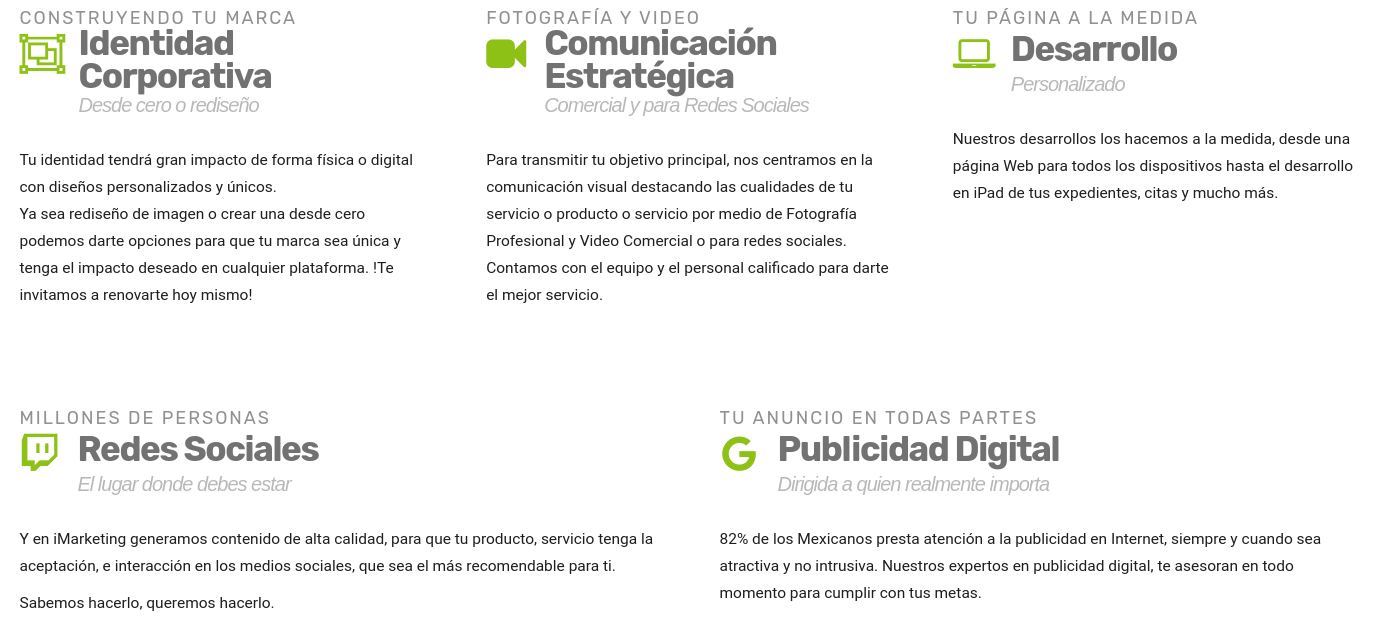 CONSTRUYENDO TU MARCA
Identidad
Corporativa
Desde cero o rediseño
Tu identidad tendrá gran impacto de forma física o digital
con diseños personalizados y únicos.
Ya sea rediseño de imagen o crear una desde cero
podemos darte opciones para que tu marca sea única y
tenga el impacto deseado en cualquier plataforma. !Te
invitamos a renovarte hoy mismo!
FOTOGRAFÍA Y VIDEO
Comunicación
Estratégica
Comercial y para Redes Sociales
Para transmitir tu objetivo principal, nos centramos en la
comunicación visual destacando las cualidades de tu
servicio o producto o servicio por medio de Fotografía
Profesional y Video Comercial o para redes sociales.
Contamos con el equipo y el personal calificado para darte
el mejor servicio.
TU PÁGINA A LA MEDIDA
Desarrollo
Personalizado
Nuestros desarrollos los hacemos a la medida, desde una
página Web para todos los dispositivos hasta el desarrollo
en iPad de tus expedientes, citas y mucho más.
MILLONES DE PERSONAS
Redes Sociales
El lugar donde debes estar
Y en iMarketing generamos contenido de alta calidad, para que tu producto, servicio tenga la
aceptación, e interacción en los medios sociales, que sea el más recomendable para ti.
Sabemos hacerlo, queremos hacerlo.
TU ANUNCIO EN TODAS PARTES
Publicidad Digital
Dirigida a quien realmente importa
82% de los Mexicanos presta atención a la publicidad en Internet, siempre y cuando sea
atractiva y no intrusiva. Nuestros expertos en publicidad digital, te asesoran en todo
momento para cumplir con tus metas.